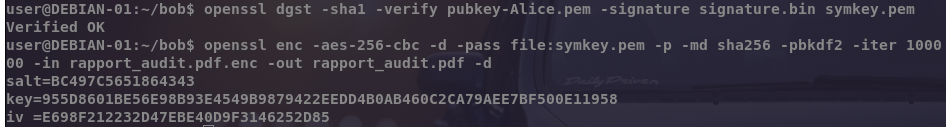 user@DEBIAN-01:~/bob$ openssl dgst -sha1 -verify pubkey-Alice.pem -signature signature.bin symkey.pem
Verified OK
user@DEBIAN-01:~/bob$ openssl enc -aes-256-cbc -d -pass file:symkey.pem -p -md sha256 -pbkdf2 -iter 1000
00 -in rapport_audit.pdf.enc -out rapport_audit.pdf -d
salt=BC497C5651864343
key=955D8601BE56E98B93E4549B9879422EEDD4B0AB460C2CA79AEE7BF500E11958
iv =E698F212232D47EBE40D9F3146252D85
DailyDriven